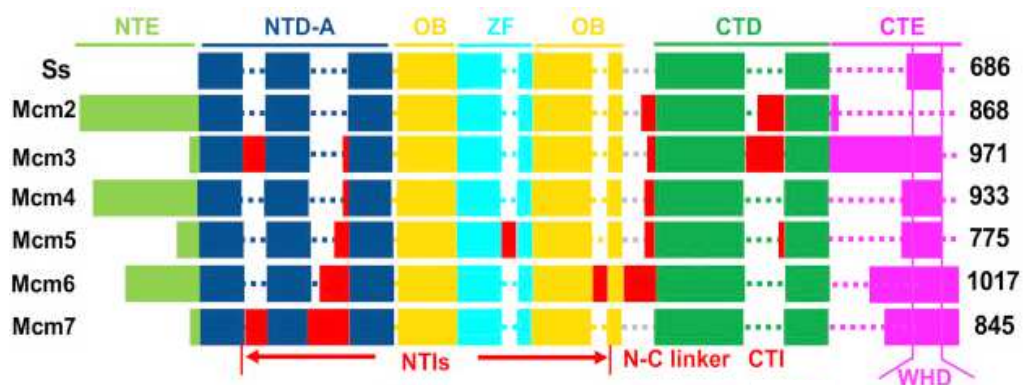 NTE NTD-A OB ZF OB CTD CTE
Ss 686
Mcm2 868
Mcm3 971
Mcm4 933
Mcm5 775
Mcm6 1017
Mcm7 845
NTIs N-C linker CTI
WHD